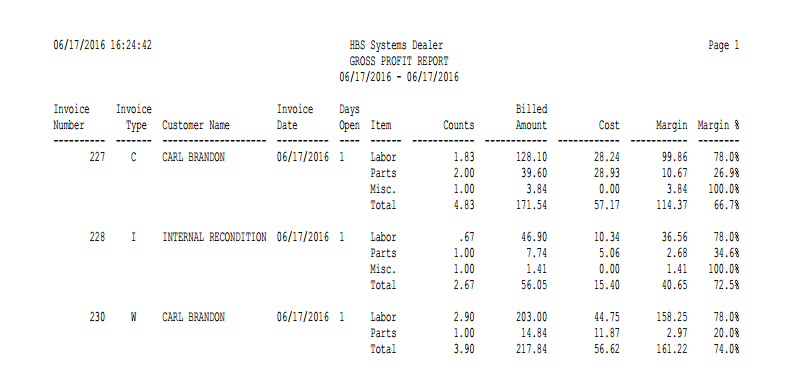 06/17/2016 16:24:42 HBS Systems Dealer Page 1
GROSS PROFIT REPORT
06/17/2016 - 06/17/2016
Invoice Invoice Invoice Days Billed
Number Type Customer Name Date Open Item Counts Amount Cost Margin Margin %
227 C CARL BRANDON 06/17/2016 1 Labor 1.83 128.10 28.24 99.86 78.0%
Parts 2.00 39.60 28.93 10.67 26.9%
Misc. 1.00 3.84 0.00 3.84 100.0%
Total 4.83 171.54 57.17 114.37 66.7%
228 I INTERNAL RECONDITION 06/17/2016 1 Labor .67 46.90 10.34 36.56 78.0%
Parts 1.00 7.74 5.06 2.68 34.6%
Misc. 1.00 1.41 0.00 1.41 100.0%
Total 2.67 56.05 15.40 40.65 72.5%
230 W CARL BRANDON 06/17/2016 1 Labor 2.90 203.00 44.75 158.25 78.0%
Parts 1.00 14.84 11.87 2.97 20.0%
Total 3.90 217.84 56.62 161.22 74.0%